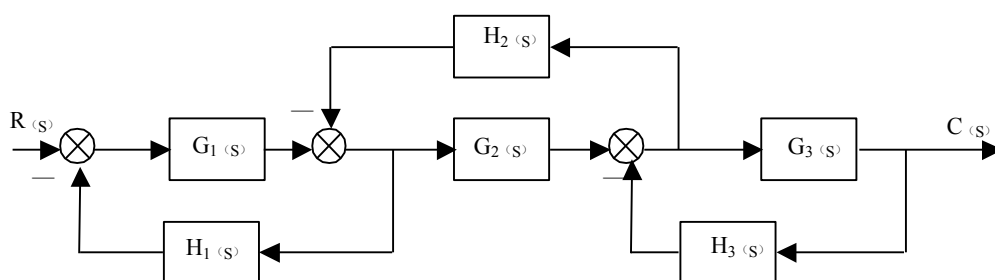 H2（S）
R（S）
C（S）
G1（S）
G2（S）
G3（S）
H1（S）
H3（S）